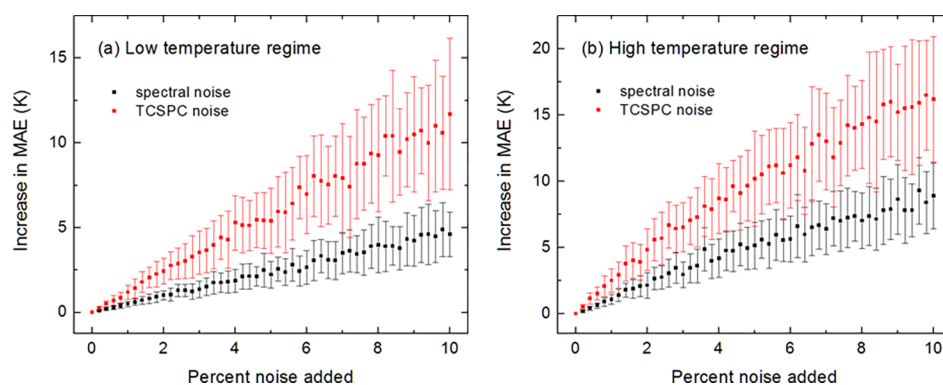 (a) Low temperature regime
spectral noise
TCSPC noise
Increase in MAE (K)
15
10
5
0
0 2 4 6 8 10
Percent noise added
(b) High temperature regime
spectral noise
TCSPC noise
Increase in MAE (K)
20
15
10
5
0
0 2 4 6 8 10
Percent noise added